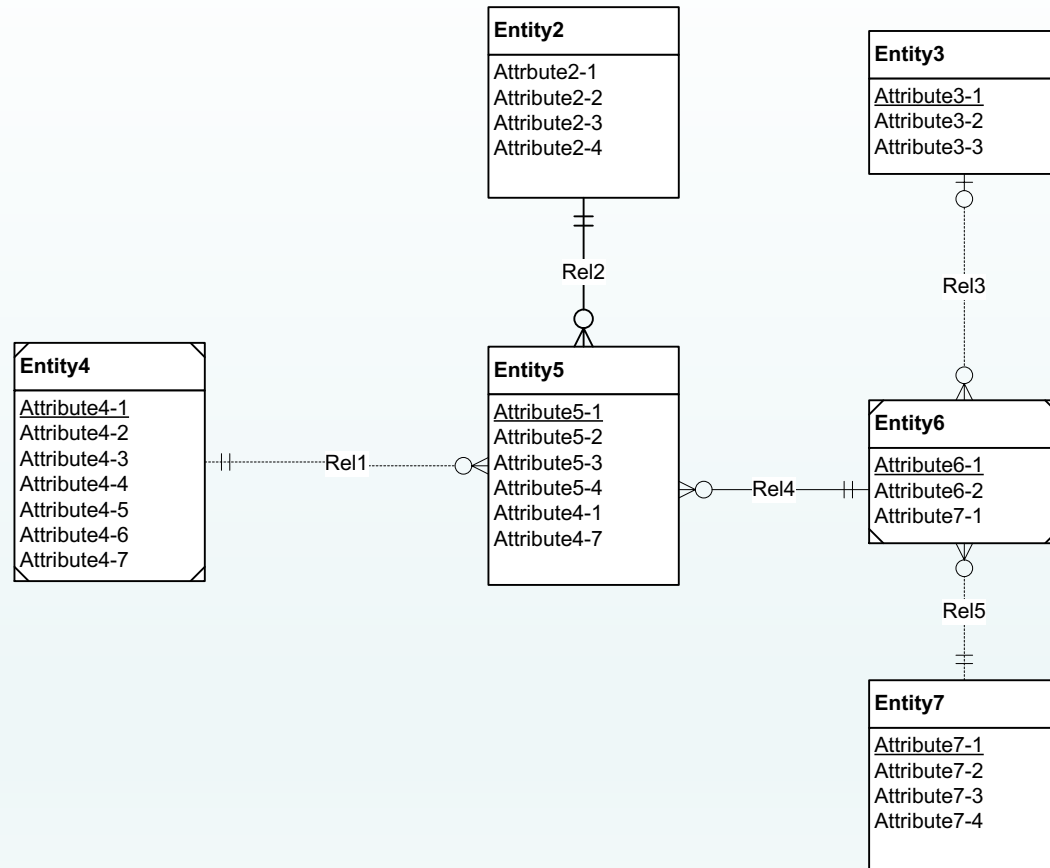 Entity2
Attrbute2-1
Attribute2-2
Attribute2-3
Attribute2-4
Entity3
Attribute3-1
Attribute3-2
Attribute3-3
Rel2
Rel3
Entity4
Attribute4-1
Attribute4-2
Attribute4-3
Attribute4-4
Attribute4-5
Attribute4-6
Attribute4-7
Rel1
Entity5
Attribute5-1
Attribute5-2
Attribute5-3
Attribute5-4
Attribute4-1
Attribute4-7
Rel4
Entity6
Attribute6-1
Attribute6-2
Attribute7-1
Rel5
Entity7
Attribute7-1
Attribute7-2
Attribute7-3
Attribute7-4